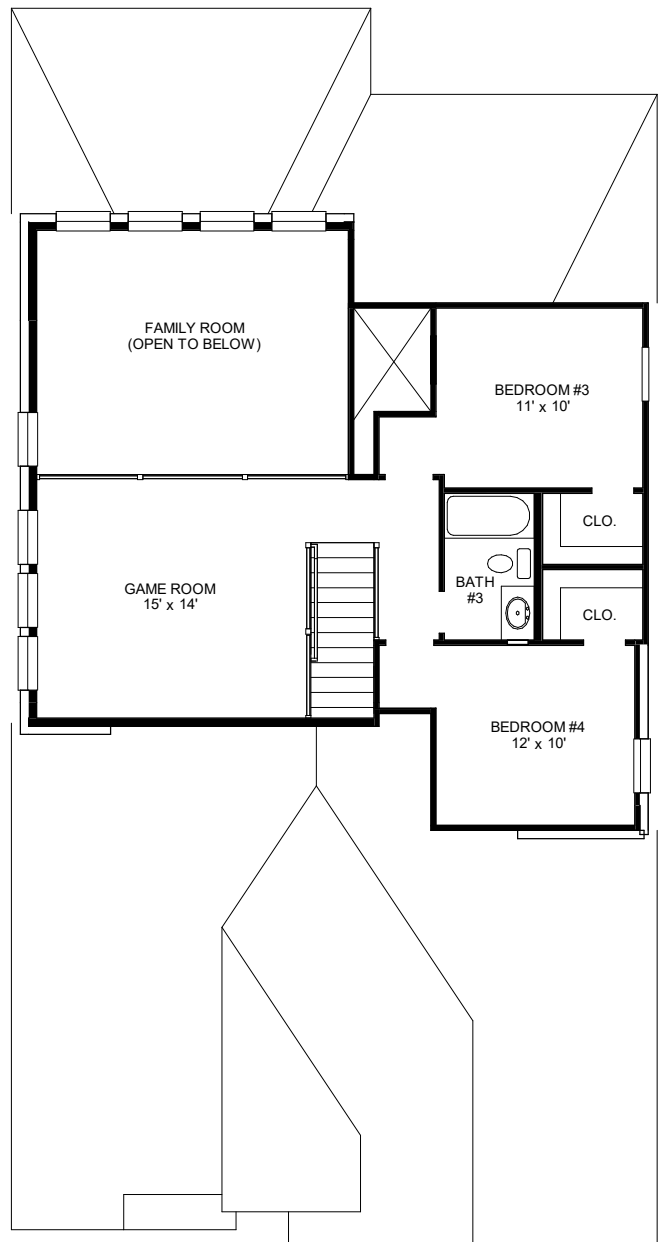 FAMILY ROOM
(OPEN TO BELOW)
BEDROOM #3
11' x 10'
CLO.
GAME ROOM
15' x 14'
BATH
#3
CLO.
BEDROOM #4
12' x 10'